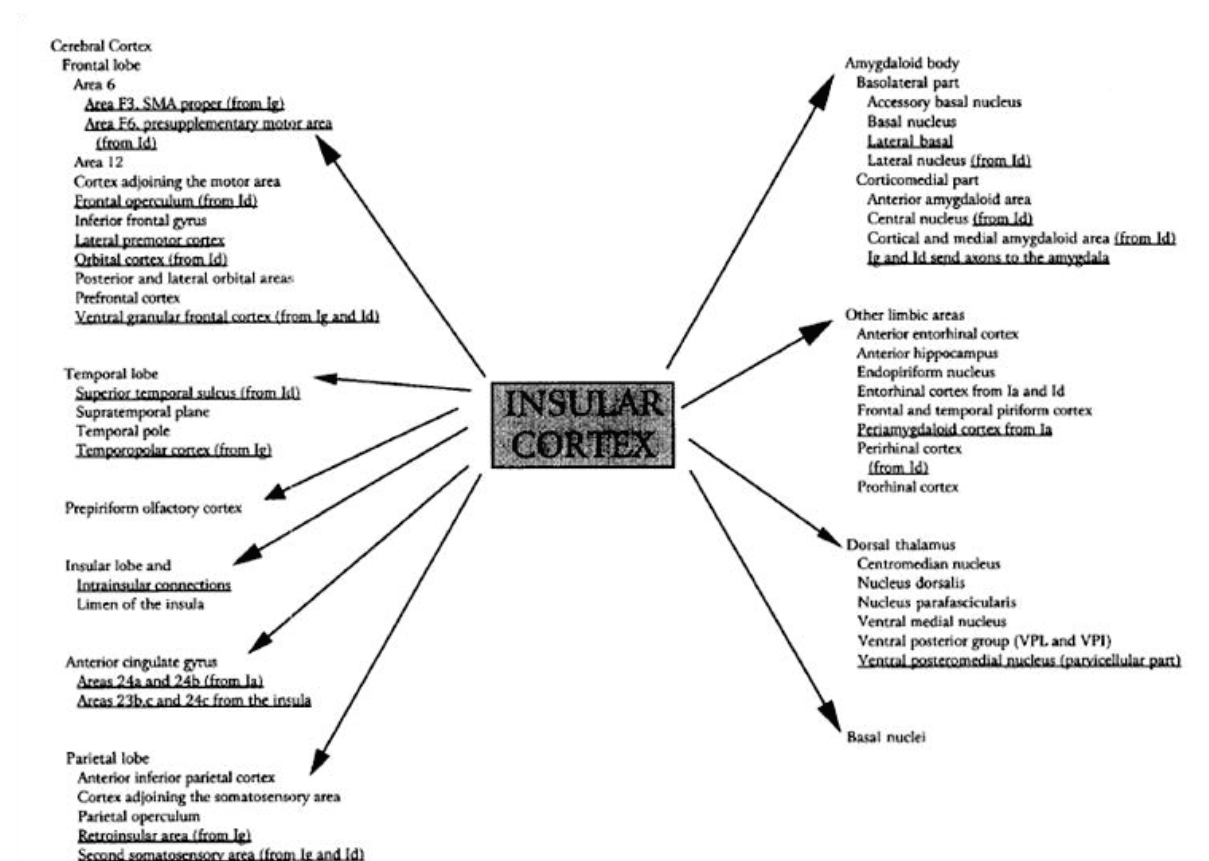 Cerebral Cortex
Frontal lobe
Area 6
Area F3, SMA proper (from Ig)
Area F6, presupplementary motor area
(from Id)
Area 12
Cortex adjoining the motor area
Frontal operculum (from Id)
Inferior frontal gyrus
Lateral premotor cortex
Orbital cortex (from Id)
Posterior and lateral orbital areas
Prefrontal cortex
Ventral granular frontal cortex (from Ig and Id)
Temporal lobe
Superior temporal sulcus (from Id)
Supratemporal plane
Temporal pole
Temporopolar cortex (from Ig)
Prepiriform olfactory cortex
Insular lobe and
Intrainsular connections
Limen of the insula
Anterior cingulate gyrus
Areas 24a and 24b (from Ia)
Areas 23b,c and 24c from the insula
Parietal lobe
Anterior inferior parietal cortex
Cortex adjoining the somatosensory area
Parietal operculum
Retroinsular area (from Ig)
Second somatosensory area (from Ig and Id)
INSULAR
CORTEX
Amygdaloid body
Basolateral part
Accessory basal nucleus
Basal nucleus
Lateral basal
Lateral nucleus (from Id)
Corticomedial part
Anterior amygdaloid area
Central nucleus (from Id)
Cortical and medial amygdaloid area (from Id)
Ig and Id send axons to the amygdala
Other limbic areas
Anterior entorhinal cortex
Anterior hippocampus
Endopiriform nucleus
Entorhinal cortex from Ia and Id
Frontal and temporal piriform cortex
Periamygdaloid cortex from Ia
Perirhinal cortex
(from Id)
Prorhinal cortex
Dorsal thalamus
Centromedian nucleus
Nucleus dorsalis
Nucleus parafascicularis
Ventral medial nucleus
Ventral posterior group (VPL and VPI)
Ventral posteromedial nucleus (parvicellular part)
Basal nuclei